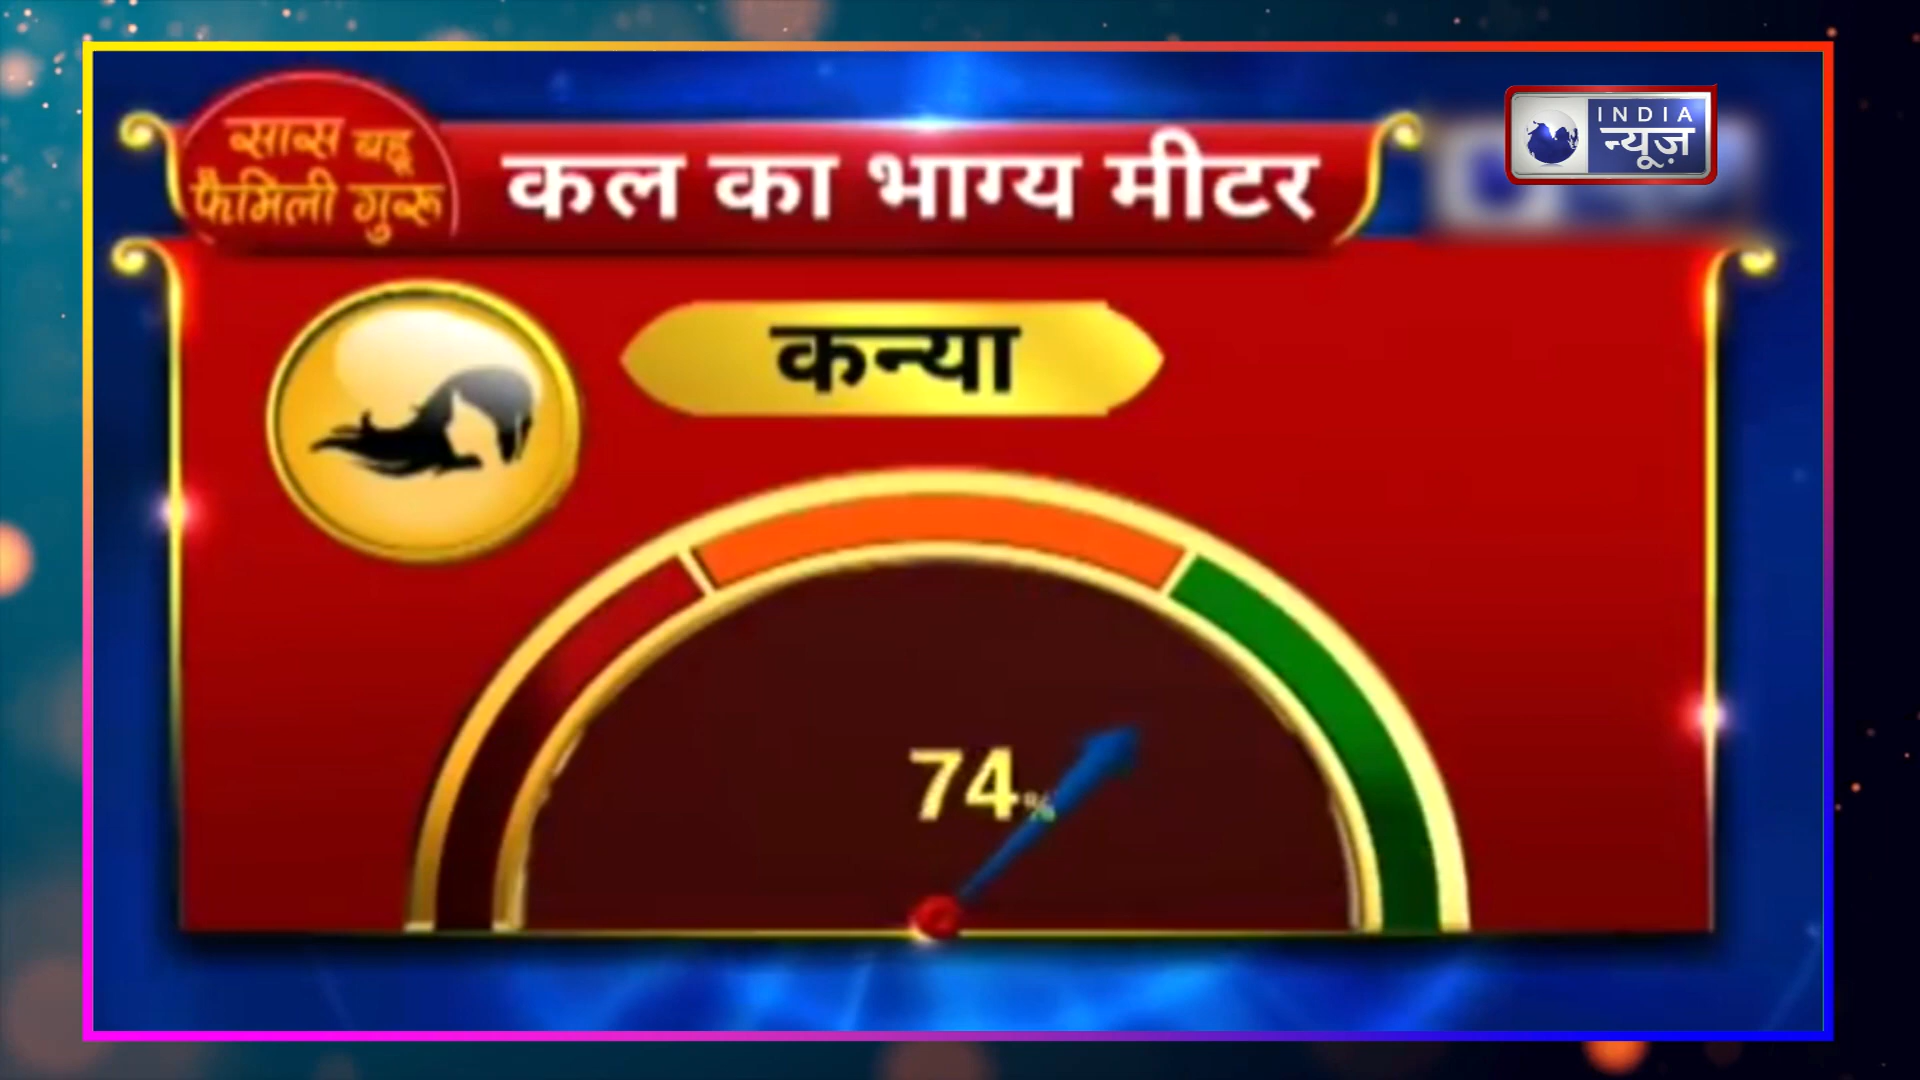 सास बहू
फैमिली गुरू
कल का भाग्य मीटर
INDIA
न्यूज़
कन्या
74%